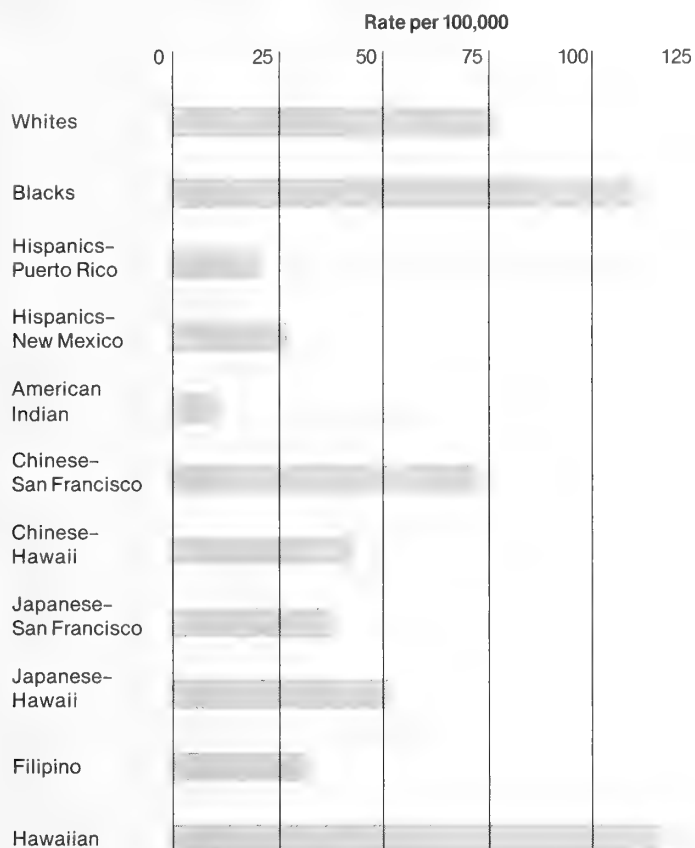 Rate per 100,000
0 25 50 75 100 125
Whites
Blacks
Hispanics–
Puerto Rico
Hispanics–
New Mexico
American
Indian
Chinese–
San Francisco
Chinese–
Hawaii
Japanese–
San Francisco
Japanese–
Hawaii
Filipino
Hawaiian